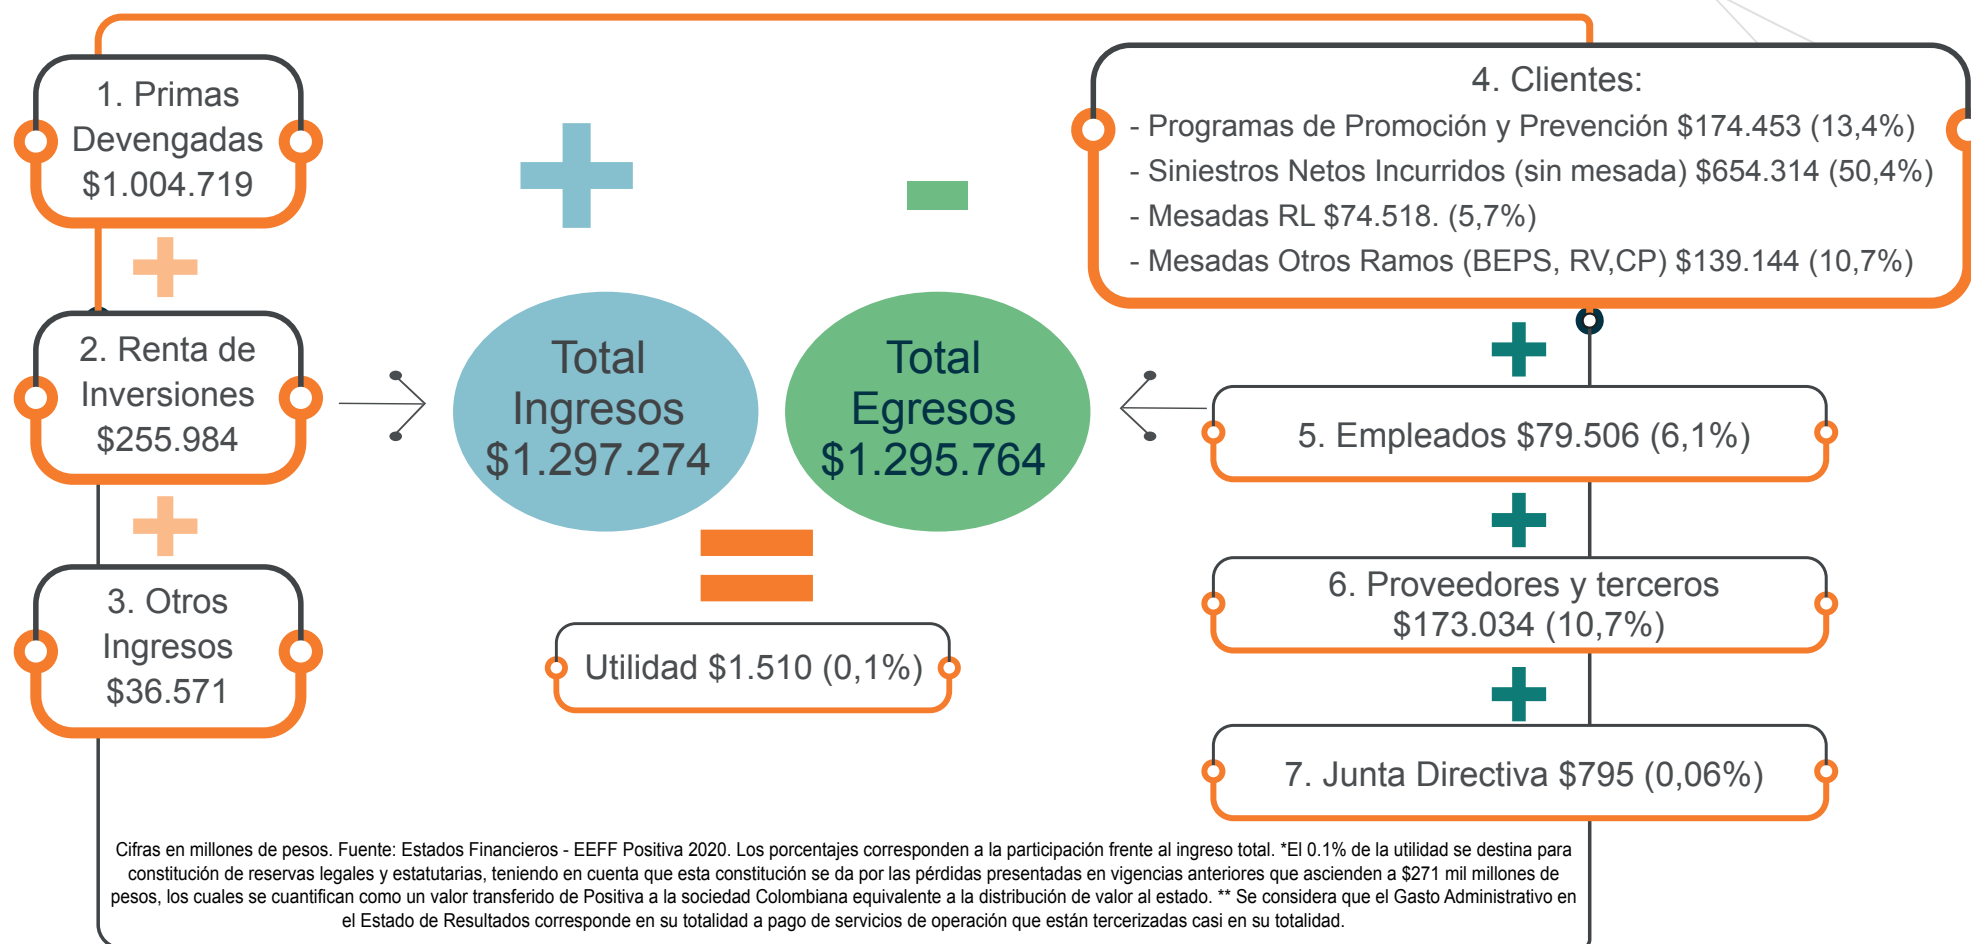 1. Primas
Devengadas
$1.004.719
2. Renta de
Inversiones
$255.984
3. Otros
Ingresos
$36.571
Total
Ingresos
$1.297.274
Total
Egresos
$1.295.764
Utilidad $1.510 (0,1%)
4. Clientes:
- Programas de Promoción y Prevención $174.453 (13,4%)
- Siniestros Netos Incurridos (sin mesada) $654.314 (50,4%)
- Mesadas RL $74.518. (5,7%)
- Mesadas Otros Ramos (BEPS, RV,CP) $139.144 (10,7%)
5. Empleados $79.506 (6,1%)
6. Proveedores y terceros
$173.034 (10,7%)
7. Junta Directiva $795 (0,06%)
Cifras en millones de pesos. Fuente: Estados Financieros - EEFF Positiva 2020. Los porcentajes corresponden a la participación frente al ingreso total. *El 0.1% de la utilidad se destina para
constitución de reservas legales y estatutarias, teniendo en cuenta que esta constitución se da por las pérdidas presentadas en vigencias anteriores que ascienden a $271 mil millones de
pesos, los cuales se cuantifican como un valor transferido de Positiva a la sociedad Colombiana equivalente a la distribución de valor al estado. ** Se considera que el Gasto Administrativo en
el Estado de Resultados corresponde en su totalidad a pago de servicios de operación que están tercerizadas casi en su totalidad.